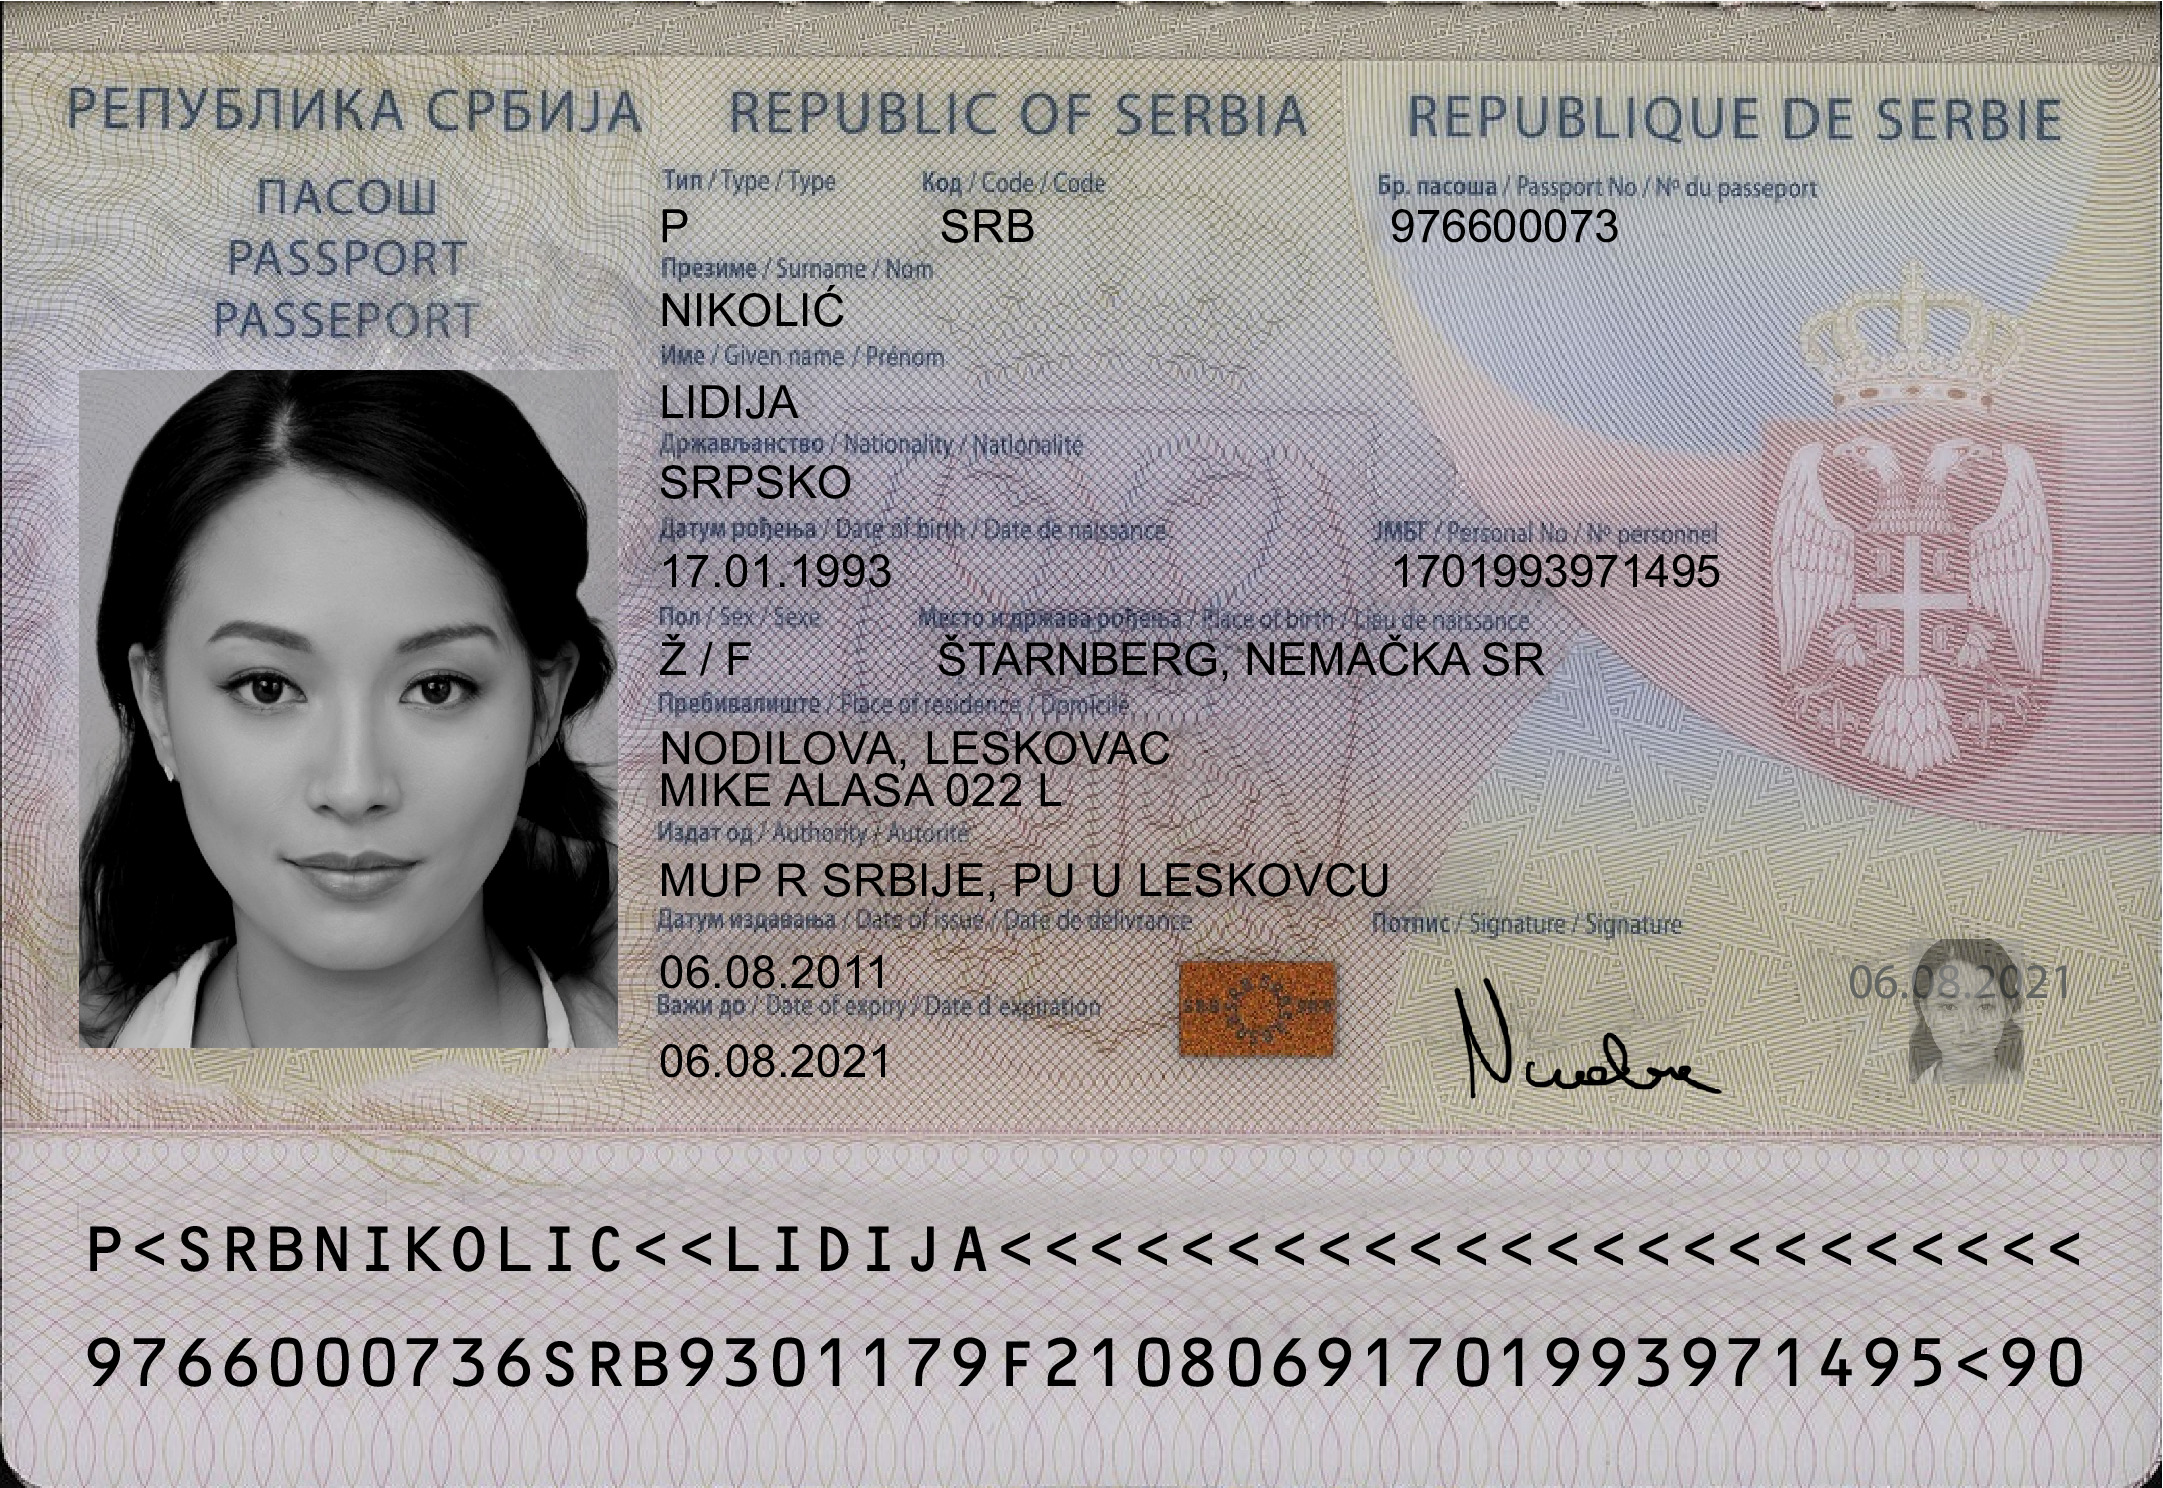 РЕПУБЛИКА СРБИЈА REPUBLIC OF SERBIA REPUBLIQUE DE SERBIE
ПАСОШ
PASSPORT
PASSEPORT
Тип / Type / Type Код / Code / Code Бр. пасоша / Passport No / Nº du passeport
P SRB 976600073
Презиме / Surname / Nom
NIKOLIĆ
Име / Given name / Prénom
LIDIJA
Држављанство / Nationality / Nationalité
SRPSKO
Датум рођења / Date of birth / Date de naissance ЈМБГ / Personal No / Nº personnel
17.01.1993 1701993971495
Пол / Sex / Sexe Место и држава рођења / Place of birth / Lieu de naissance
Ž / F ŠTARNBERG, NEMAČKA SR
Пребивалиште / Place of residence / Domicile
NODILOVA, LESKOVAC
MIKE ALASA 022 L
Издат од / Authority / Autorité
MUP R SRBIJE, PU U LESKOVCU
Датум издавања / Date of issue / Date de délivrance Потпис / Signature / Signature
06.08.2011 06.08.2021
Важи до / Date of expiry / Date d expiration
06.08.2021
P<SRBNIKOLIC<<LIDIJA<<<<<<<<<<<<<<<<<<<<<<<<
9766000736SRB9301179F21080691701993971495<90